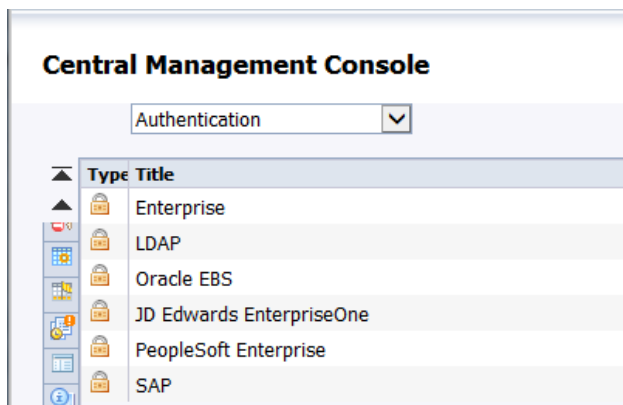 Central Management Console
Authentication
Type Title
Enterprise
LDAP
Oracle EBS
JD Edwards EnterpriseOne
PeopleSoft Enterprise
SAP